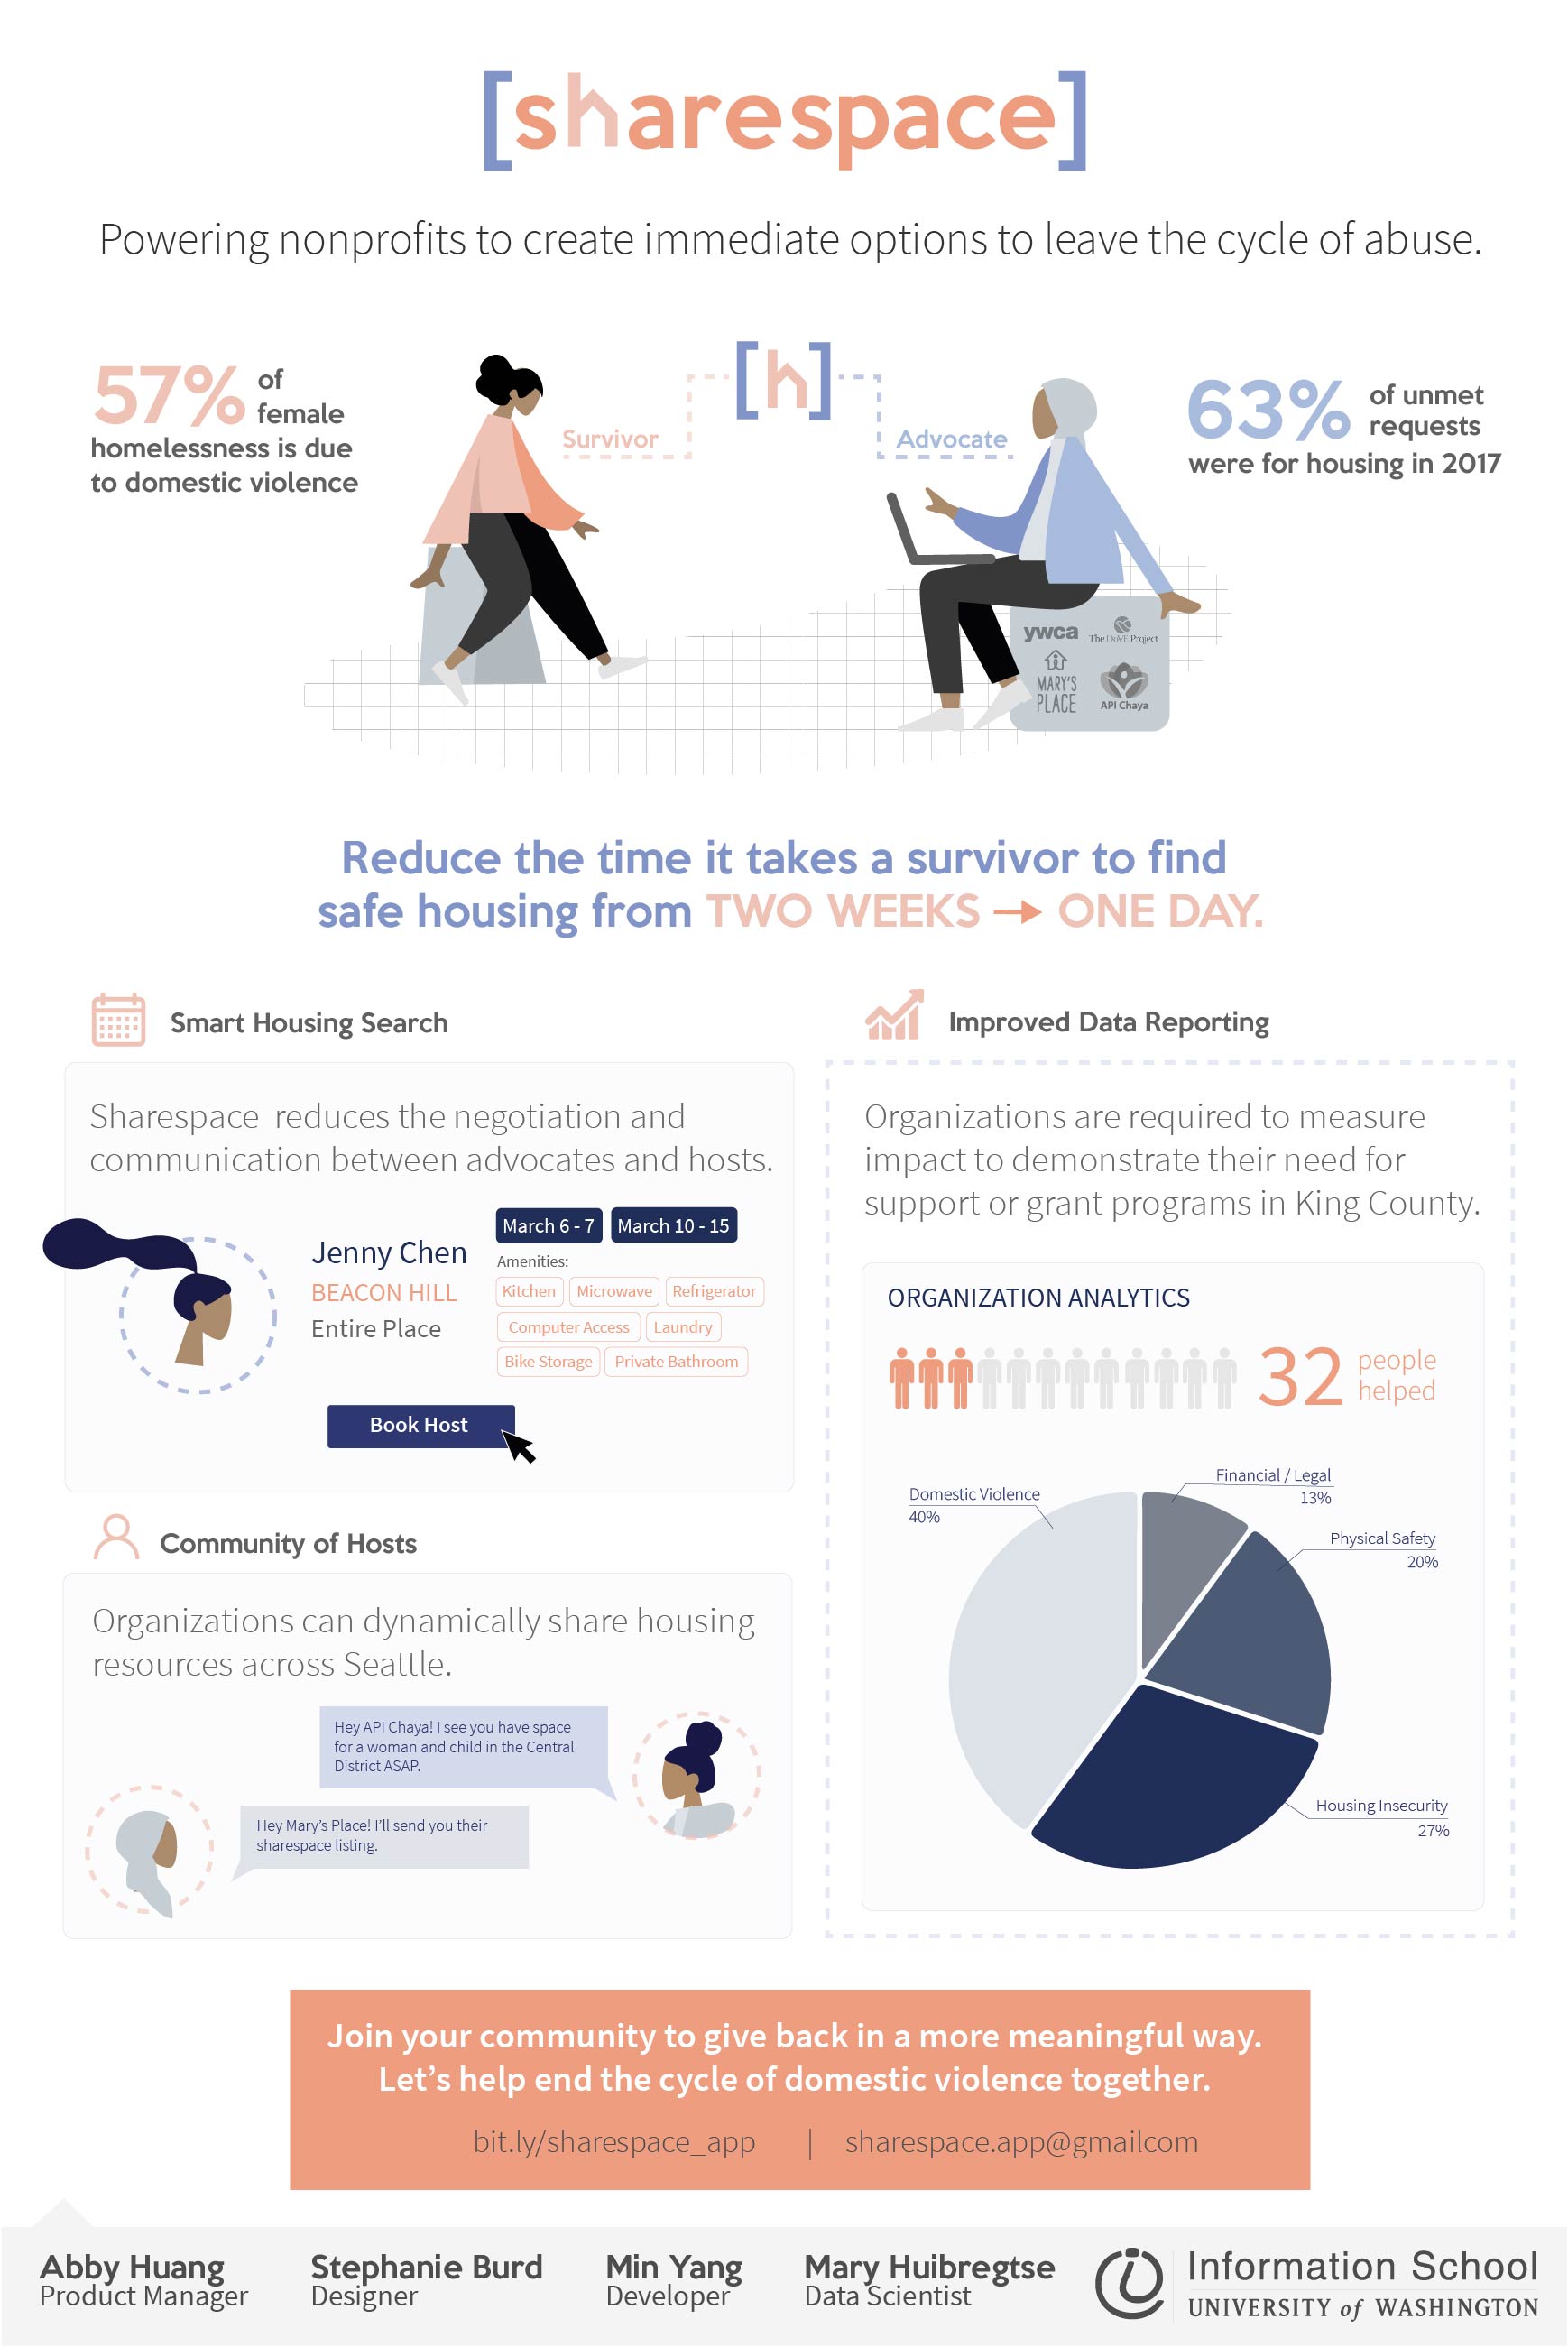 [sharespace]
Powering nonprofits to create immediate options to leave the cycle of abuse.
57% of
female
homelessness is due
to domestic violence
Survivor
[h]
Advocate
63% of unmet
requests
were for housing in 2017
ywca
The DoVE Project
MARY'S
PLACE
API Chaya
Reduce the time it takes a survivor to find
safe housing from TWO WEEKS → ONE DAY.
Smart Housing Search
Sharespace reduces the negotiation and
communication between advocates and hosts.
Jenny Chen
BEACON HILL
Entire Place
March 6 - 7 March 10 - 15
Amenities:
Kitchen Microwave Refrigerator
Computer Access Laundry
Bike Storage Private Bathroom
Book Host
Community of Hosts
Organizations can dynamically share housing
resources across Seattle.
Hey API Chaya! I see you have space
for a woman and child in the Central
District ASAP.
Hey Mary's Place! I'll send you their
sharespace listing.
Improved Data Reporting
Organizations are required to measure
impact to demonstrate their need for
support or grant programs in King County.
ORGANIZATION ANALYTICS
32 people
helped
Domestic Violence
40%
Financial / Legal
13%
Physical Safety
20%
Housing Insecurity
27%
Join your community to give back in a more meaningful way.
Let's help end the cycle of domestic violence together.
bit.ly/sharespace_app | sharespace.app@gmailcom
Abby Huang
Product Manager
Stephanie Burd
Designer
Min Yang
Developer
Mary Huibregtse
Data Scientist
Information School
UNIVERSITY of WASHINGTON